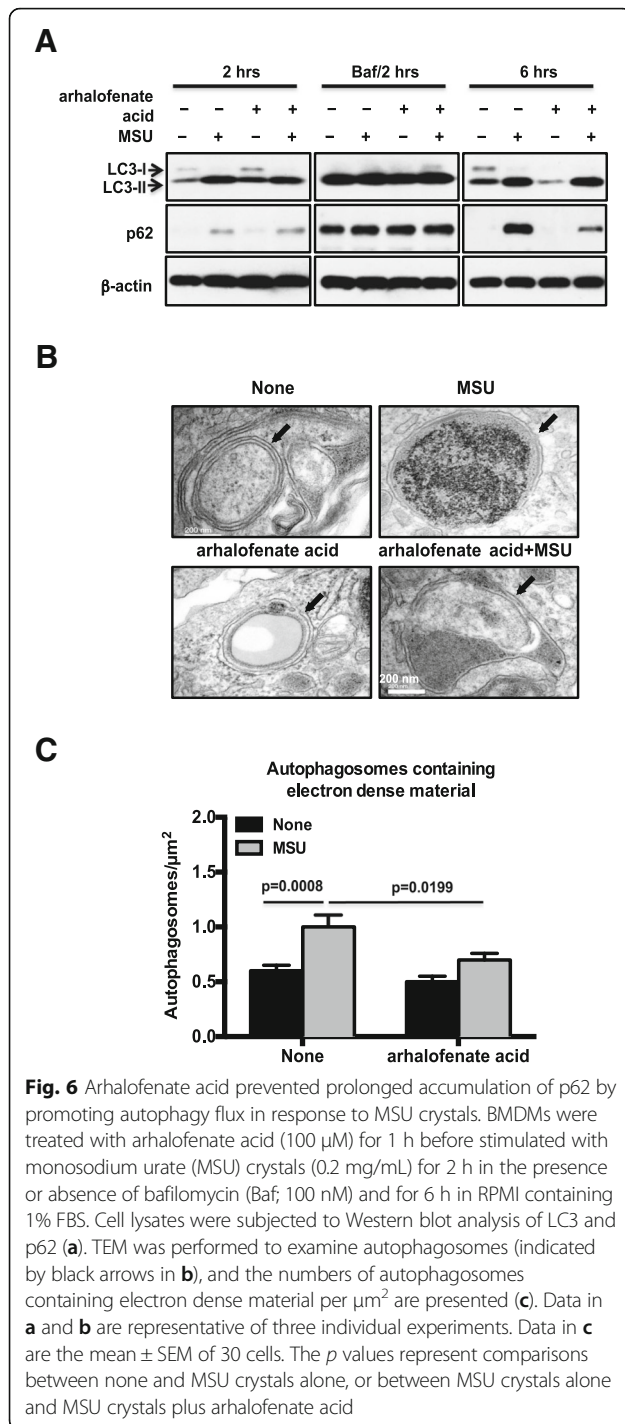 A
2 hrs Baf/2 hrs 6 hrs
arhalofenate
acid − − + + − − + + − − + +
MSU − + − + − + − + − + − +
LC3-I
LC3-II
p62
β-actin
B
None MSU
200 nm
arhalofenate acid arhalofenate acid+MSU
200 nm
C
Autophagosomes containing
electron dense material
2.0
None
MSU
1.5
p=0.0008 p=0.0199
1.0
0.5
0.0
Autophagosomes/µm²
None arhalofenate acid
Fig. 6 Arhalofenate acid prevented prolonged accumulation of p62 by
promoting autophagy flux in response to MSU crystals. BMDMs were
treated with arhalofenate acid (100 μM) for 1 h before stimulated with
monosodium urate (MSU) crystals (0.2 mg/mL) for 2 h in the presence
or absence of bafilomycin (Baf; 100 nM) and for 6 h in RPMI containing
1% FBS. Cell lysates were subjected to Western blot analysis of LC3 and
p62 (a). TEM was performed to examine autophagosomes (indicated
by black arrows in b), and the numbers of autophagosomes
containing electron dense material per μm² are presented (c). Data in
a and b are representative of three individual experiments. Data in c
are the mean ± SEM of 30 cells. The p values represent comparisons
between none and MSU crystals alone, or between MSU crystals alone
and MSU crystals plus arhalofenate acid